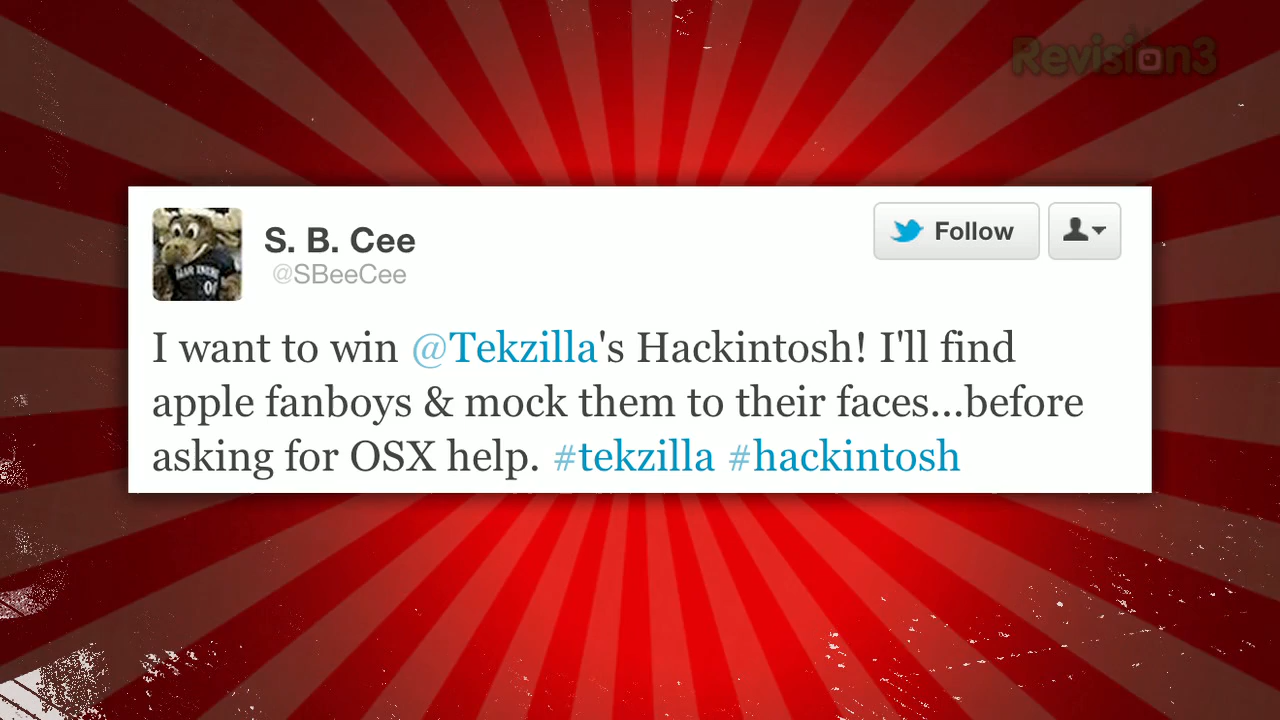 Revision3
S. B. Cee
@SBeeCee
Follow
I want to win @Tekzilla's Hackintosh! I'll find
apple fanboys & mock them to their faces...before
asking for OSX help. #tekzilla #hackintosh